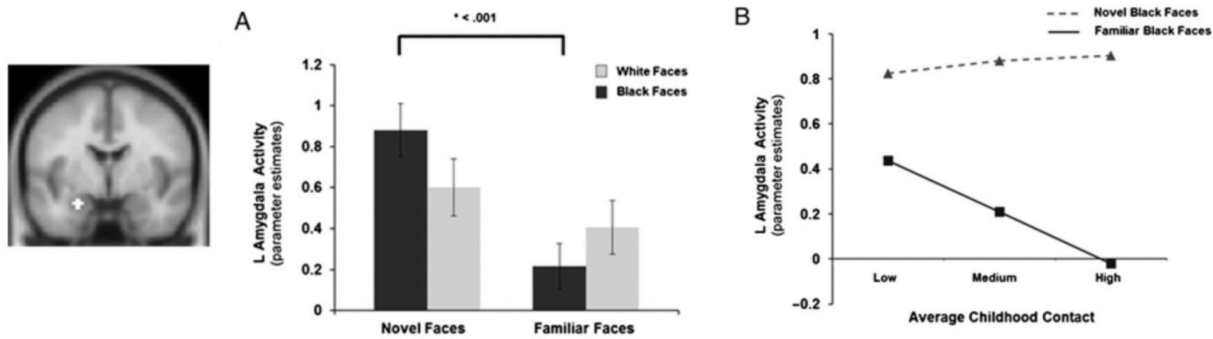 A
* < .001
White Faces
Black Faces
L Amygdala Activity
(parameter estimates)
1.2
1
0.8
0.6
0.4
0.2
0
Novel Faces
Familiar Faces
B
Novel Black Faces
Familiar Black Faces
L Amygdala Activity
(parameter estimates)
1
0.8
0.6
0.4
0.2
0
−0.2
Low
Medium
High
Average Childhood Contact